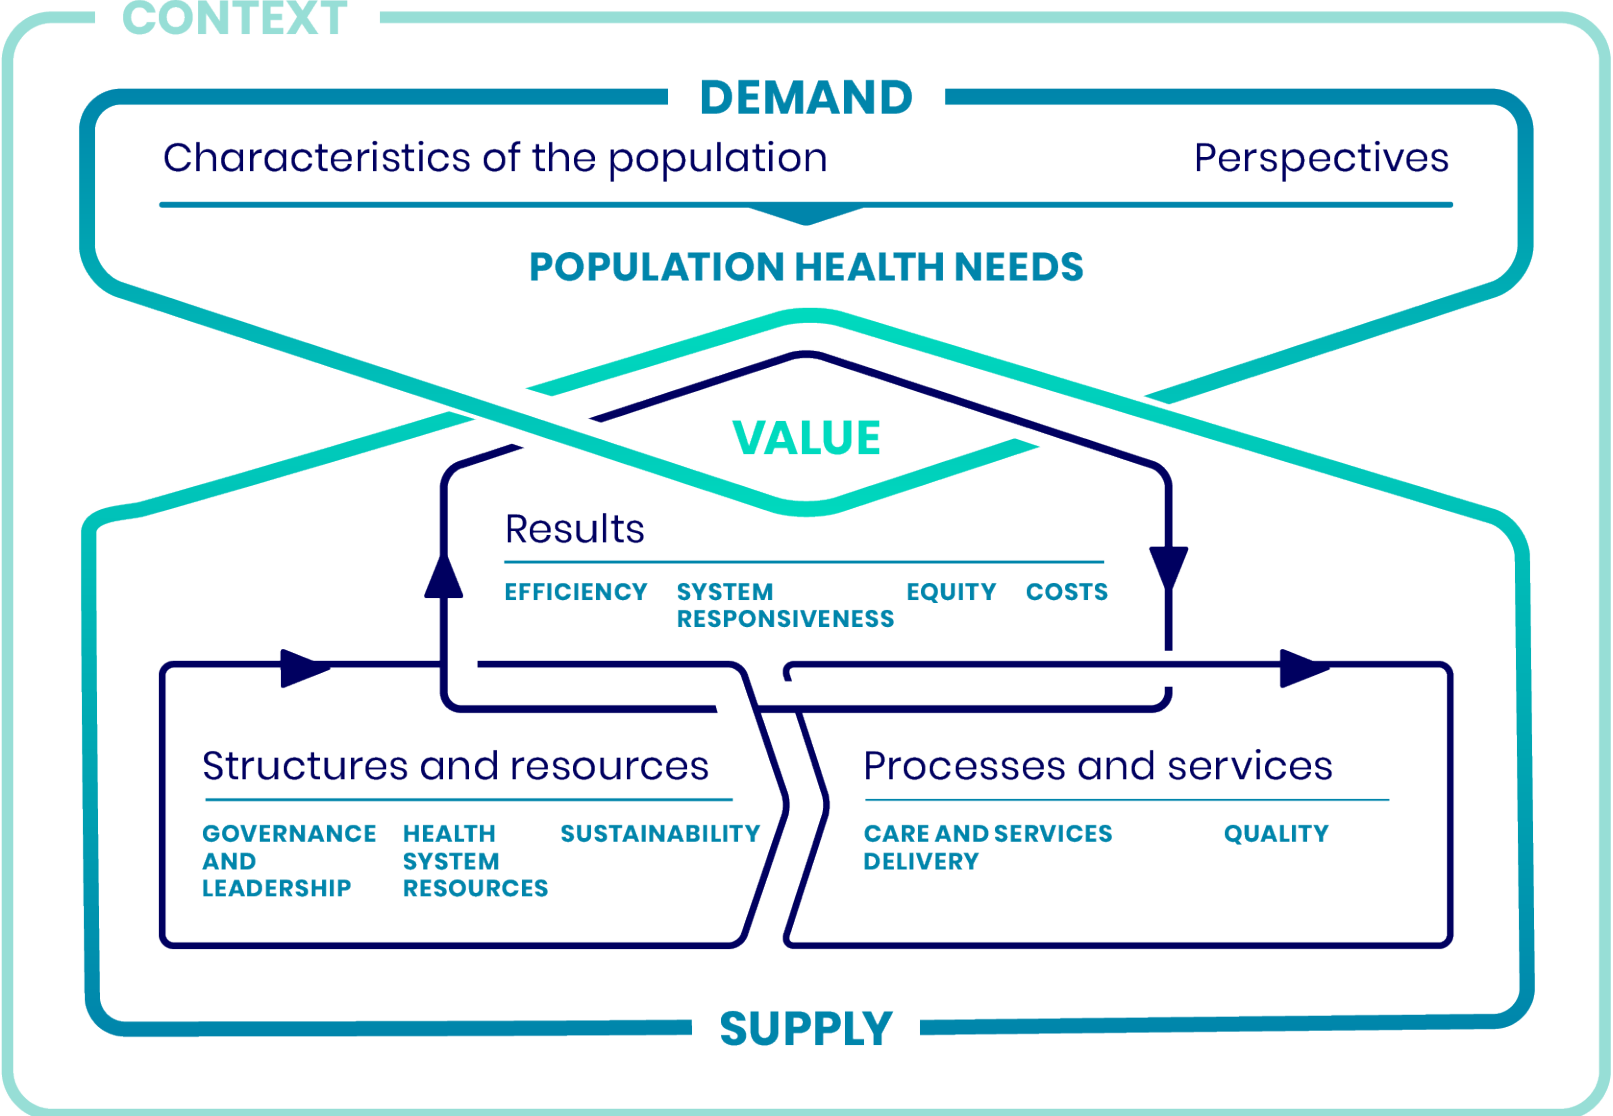 CONTEXT
DEMAND
Characteristics of the population
Perspectives
POPULATION HEALTH NEEDS
VALUE
Results
EFFICIENCY
SYSTEM
RESPONSIVENESS
EQUITY
COSTS
Structures and resources
GOVERNANCE
AND
LEADERSHIP
HEALTH
SYSTEM
RESOURCES
SUSTAINABILITY
Processes and services
CARE AND SERVICES
DELIVERY
QUALITY
SUPPLY